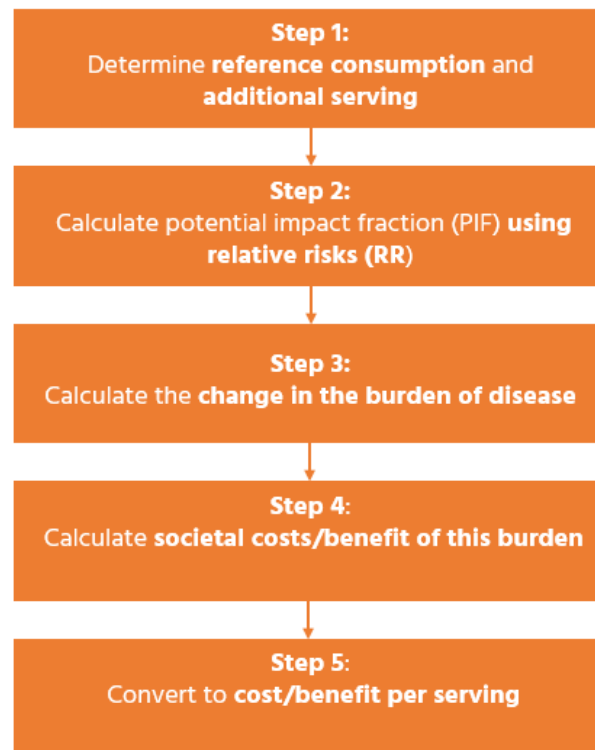 Step 1:
Determine reference consumption and
additional serving
Step 2:
Calculate potential impact fraction (PIF) using
relative risks (RR)
Step 3:
Calculate the change in the burden of disease
Step 4:
Calculate societal costs/benefit of this burden
Step 5:
Convert to cost/benefit per serving